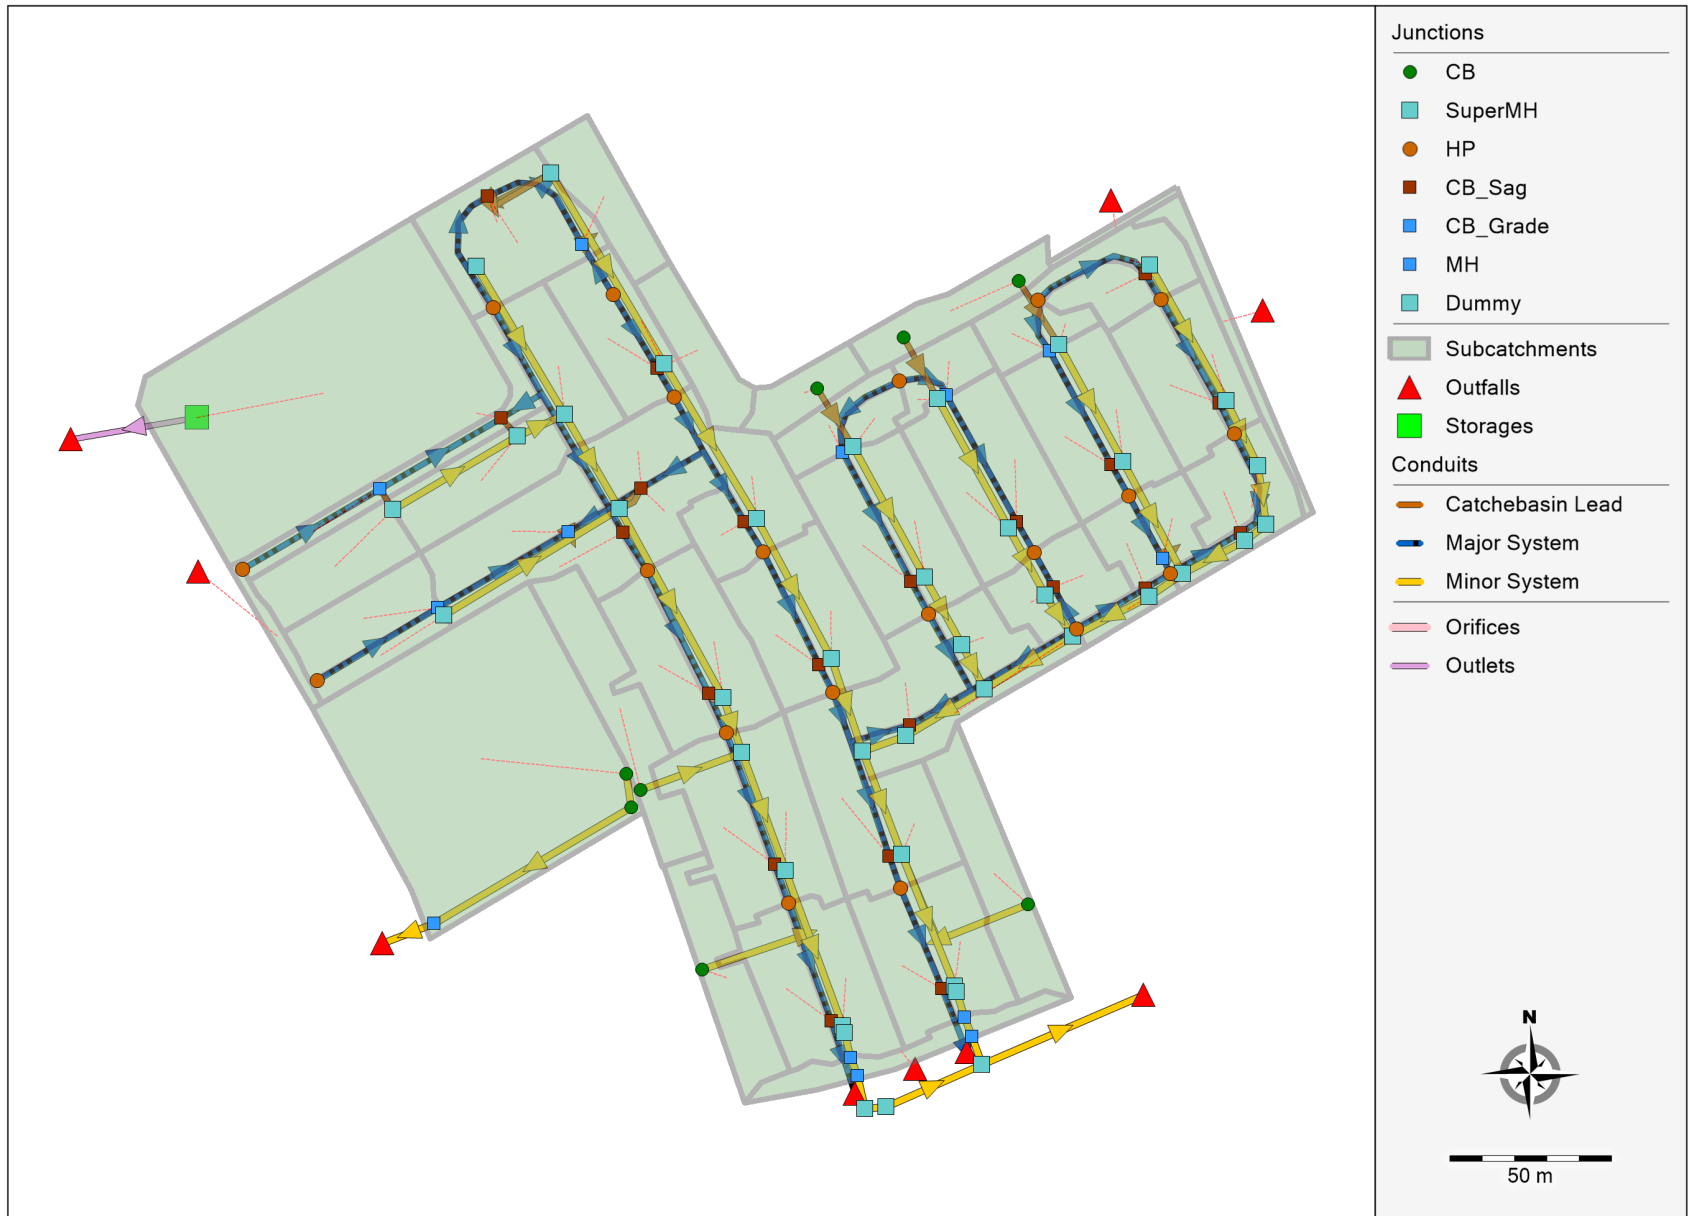 Junctions
CB
SuperMH
HP
CB_Sag
CB_Grade
MH
Dummy
Subcatchments
Outfalls
Storages
Conduits
Catchebasin Lead
Major System
Minor System
Orifices
Outlets
N
50 m